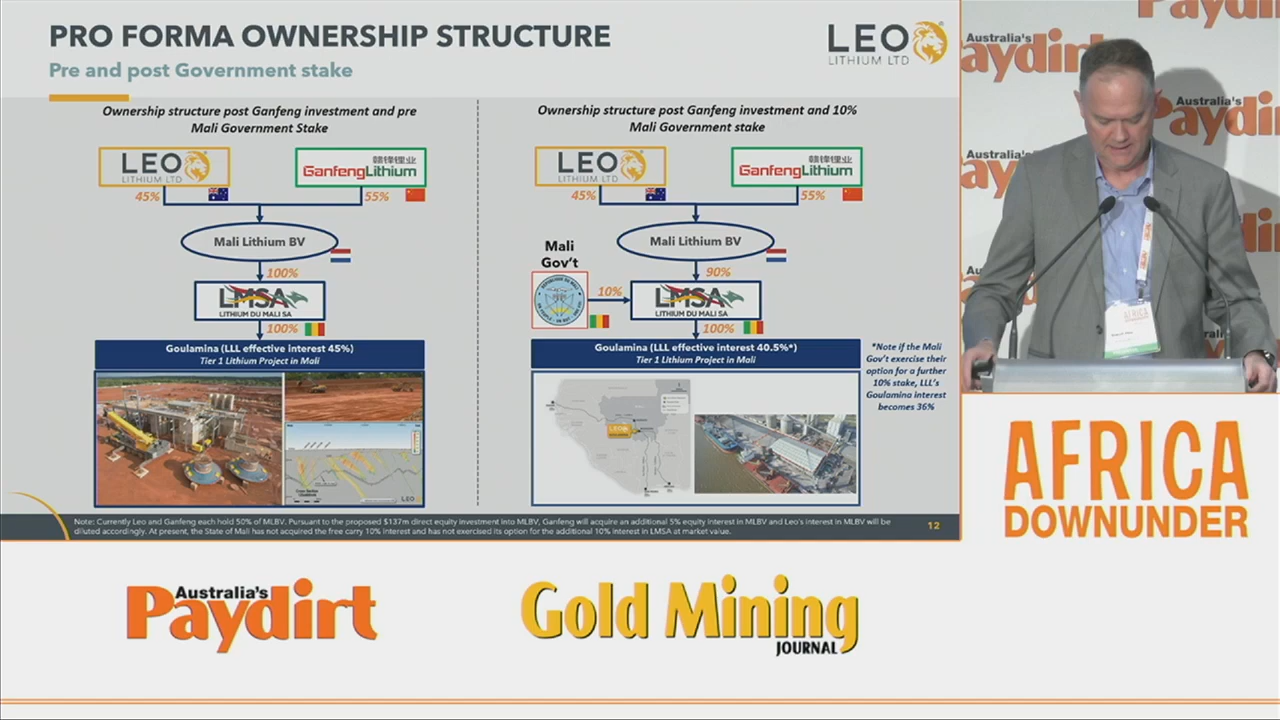 PRO FORMA OWNERSHIP STRUCTURE
Pre and post Government stake
LEO
LITHIUM LTD
Ownership structure post Ganfeng investment and pre
Mali Government Stake
LEO
LITHIUM LTD
赣锋锂业
GanfengLithium
45%
55%
Mali Lithium BV
100%
LMSA
LITHIUM DU MALI SA
100%
Goulamina (LLL effective interest 45%)
Tier 1 Lithium Project in Mali
LEO
Ownership structure post Ganfeng investment and 10%
Mali Government stake
LEO
LITHIUM LTD
赣锋锂业
GanfengLithium
45%
55%
Mali Lithium BV
Mali
Gov't
90%
10%
LMSA
LITHIUM DU MALI SA
100%
Goulamina (LLL effective interest 40.5%*)
Tier 1 Lithium Project in Mali
LEO
*Note if the Mali
Gov't exercise their
option for a further
10% stake, LLL's
Goulamina interest
becomes 36%
Note: Currently Leo and Ganfeng each hold 50% of MLBV. Pursuant to the proposed $137m direct equity investment into MLBV, Ganfeng will acquire an additional 5% equity interest in MLBV and Leo's interest in MLBV will be
diluted accordingly. At present, the State of Mali has not acquired the free carry 10% interest and has not exercised its option for the additional 10% interest in LMSA at market value.
12
Paydirt
Australia's
aydirt
Australia's
Paydir
Australia's
AFRICA
DOWNUNDER
Australia's
Paydirt
Gold Mining
JOURNAL